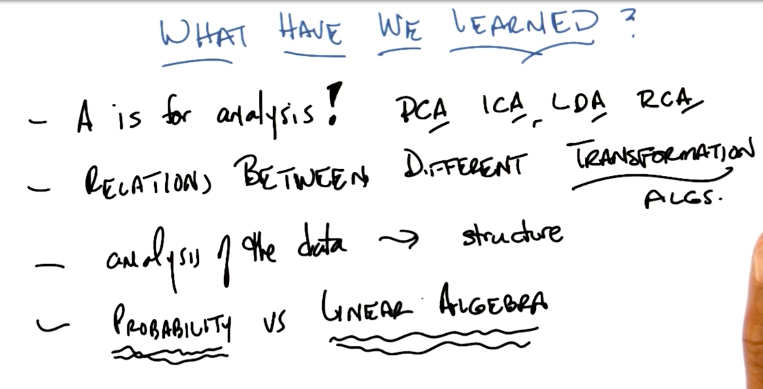 WHAT HAVE WE LEARNED?
- A is for analysis! PCA ICA, LDA RCA
- RELATIONS BETWEEN DIFFERENT TRANSFORMATION
ALGS.
- analysis of the data → structure
- PROBABILITY vs LINEAR ALGEBRA